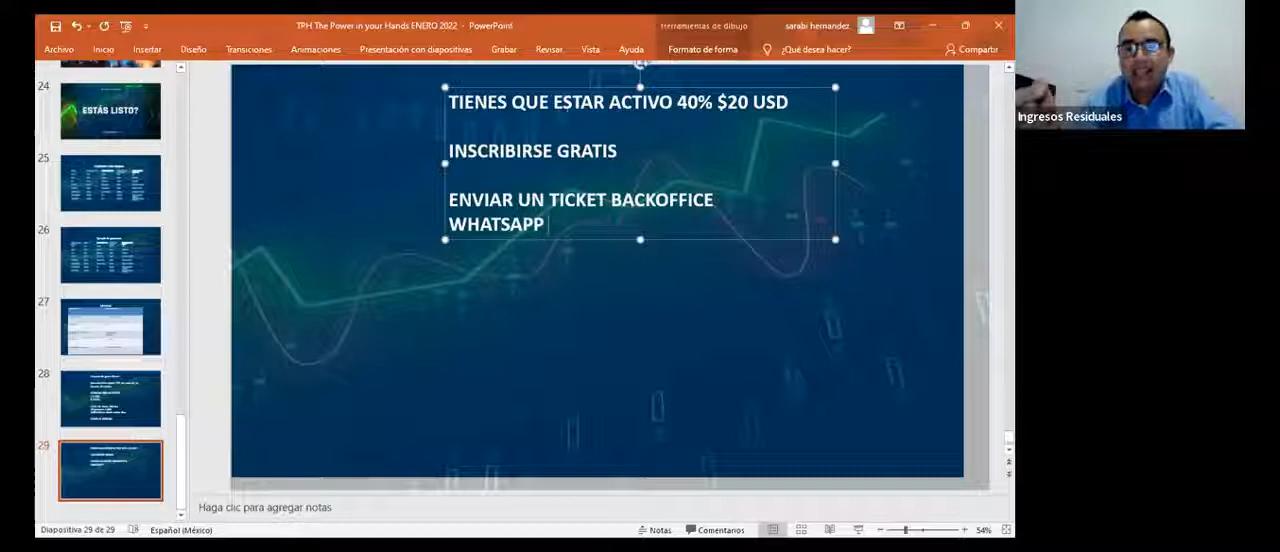 TPH The Power in your Hands ENERO 2022 - PowerPoint
Herramientas de dibujo
sarabi hernandez
Archivo Inicio Insertar Diseño Transiciones Animaciones Presentación con diapositivas Grabar Revisar Vista Ayuda Formato de forma ¿Qué desea hacer? Compartir
Ingresos Residuales
24
ESTÁS LISTO?
25
26
27
28
29
TIENES QUE ESTAR ACTIVO 40% $20 USD
INSCRIBIRSE GRATIS
ENVIAR UN TICKET BACKOFFICE
WHATSAPP
Haga clic para agregar notas
Diapositiva 29 de 29 Español (México) Notas Comentarios 54%